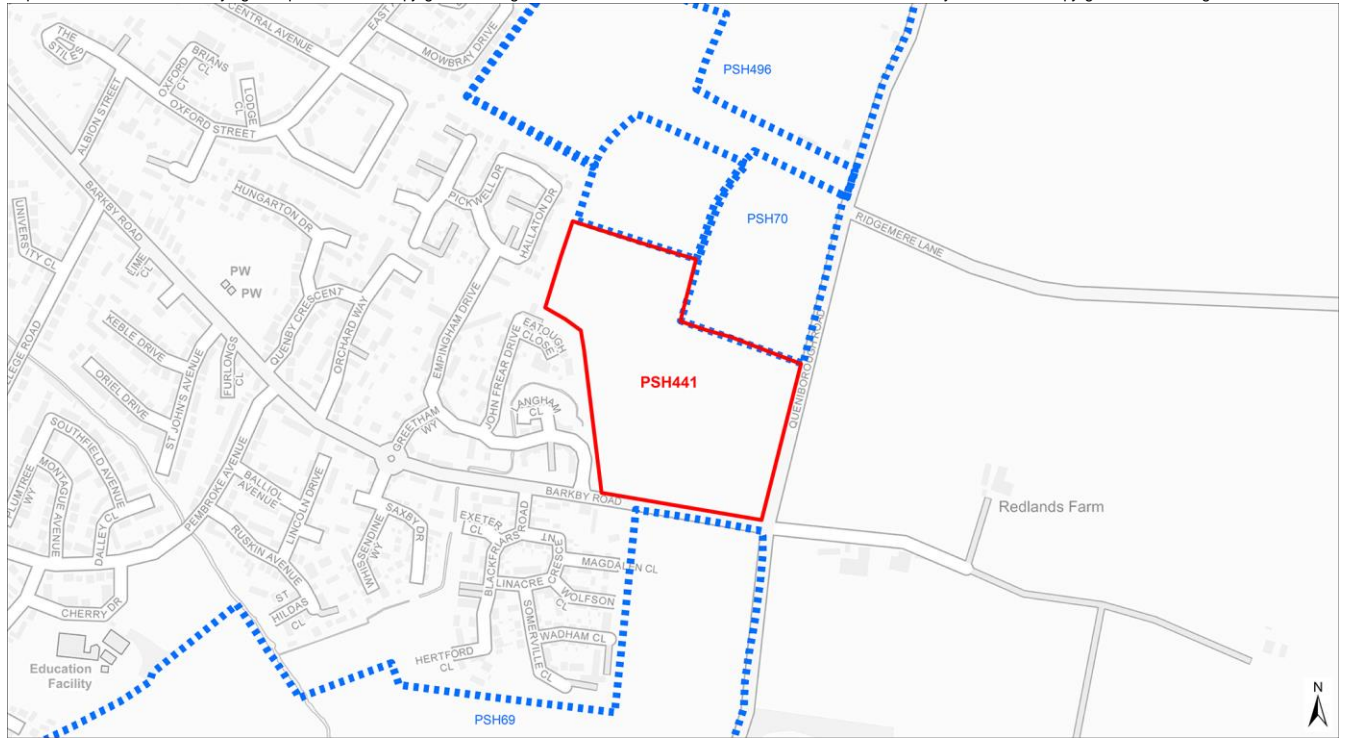 CENTRAL AVENUE
MOWBRAY DRIVE
THE
STILES
BRIANS
CL
OXFORD
CT
LODGE
CL
OXFORD STREET
ALBION STREET
PSH496
PICKWELL DR
HALLATON DR
HUNGARTON DR
PSH70
RIDGEMERE LANE
BARKBY ROAD
UNIVERS
ITY CL
EIME
CL
PW
PW
QUENBY CRESCENT
ORCHARD WAY
EMPINGHAM DRIVE
EATOUGH
CLOSE
JOHN FREAR DRIVE
QUENIBOROUGH ROAD
KEBLE DRIVE
ORIEL DRIVE
ST JOHN'S AVENUE
FURLONGS
CL
PSH441
LANGHAM
CL
GREETHAM
WY
SOUTHFIELD AVENUE
MONTAGUE AVENUE
PLUMTREE
WY
DALLEY CL
PEMBROKE AVENUE
BALLIOL
AVENUE
LINCOLN DRIVE
RUSKIN AVENUE
WHISSENDINE
WY
SAXBY DR
BARKBY ROAD
EXETER
CL
BLACKFRIARS ROAD
LINACRE
CRESCENT
MAGDALEN CL
WOLFSON
CL
WADHAM CL
SOMERVILLE CL
HERTFORD
CL
Redlands Farm
CHERRY DR
ST
HILDAS
CL
Education
Facility
PSH69
N